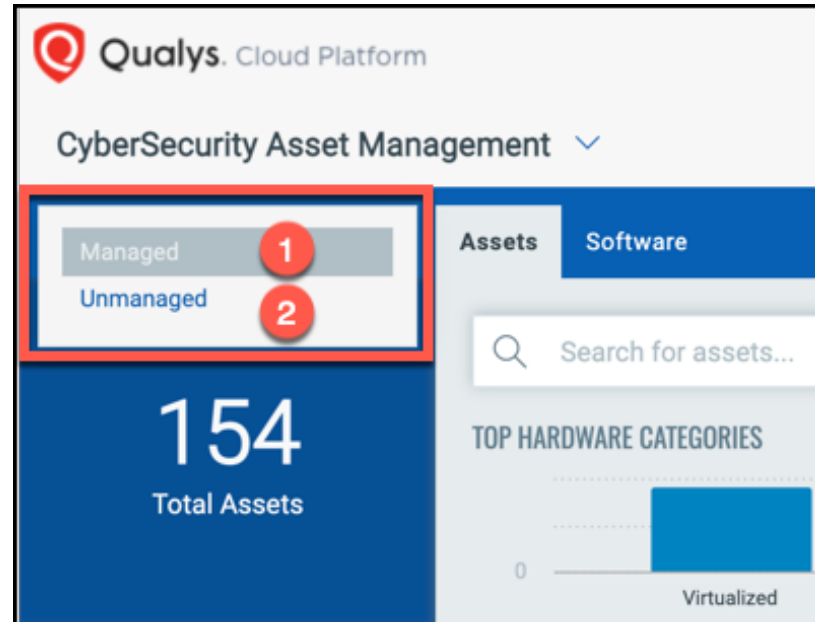 Qualys. Cloud Platform
CyberSecurity Asset Management
Managed 1
Unmanaged 2
Assets Software
Search for assets...
154
Total Assets
TOP HARDWARE CATEGORIES
0
Virtualized